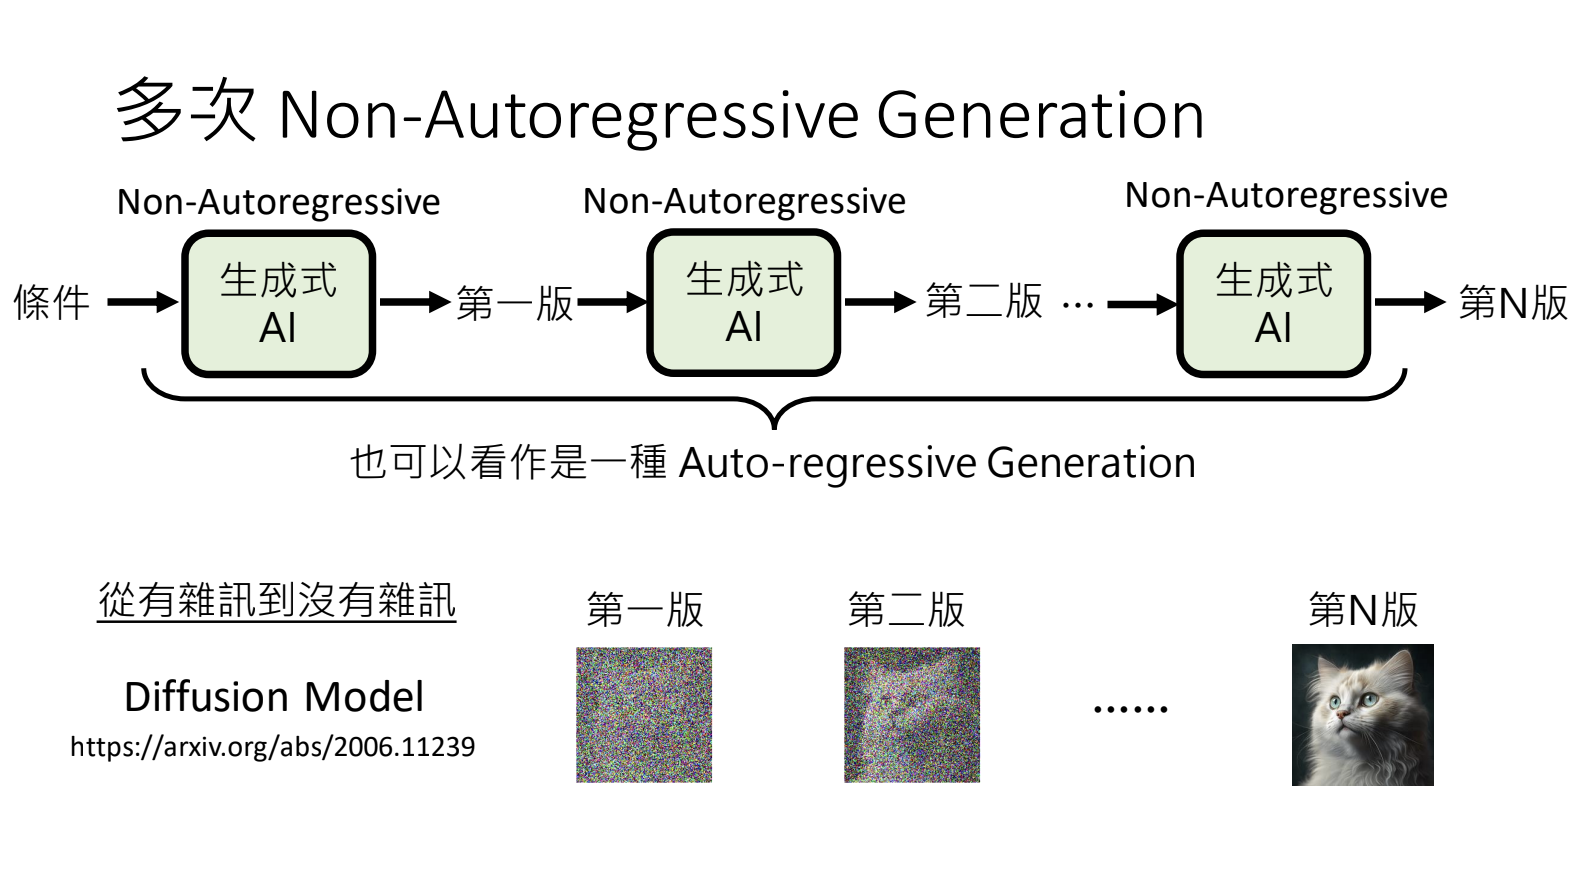 多次 Non-Autoregressive Generation
Non-Autoregressive
Non-Autoregressive
Non-Autoregressive
條件
生成式
AI
第一版
生成式
AI
第二版
...
生成式
AI
第N版
也可以看作是一種 Auto-regressive Generation
從有雜訊到沒有雜訊
第一版
第二版
第N版
Diffusion Model
......
https://arxiv.org/abs/2006.11239